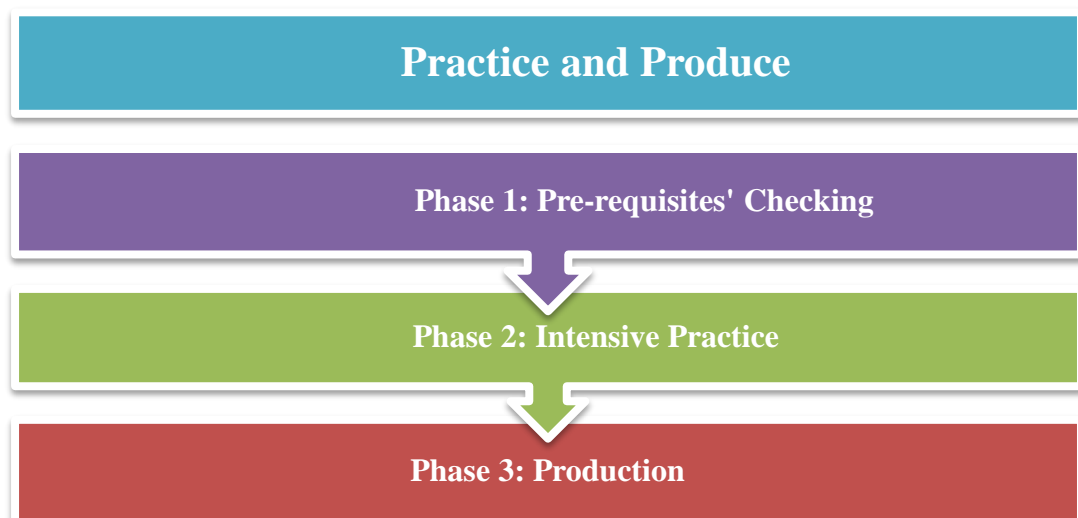 Practice and Produce
Phase 1: Pre-requisites' Checking
Phase 2: Intensive Practice
Phase 3: Production